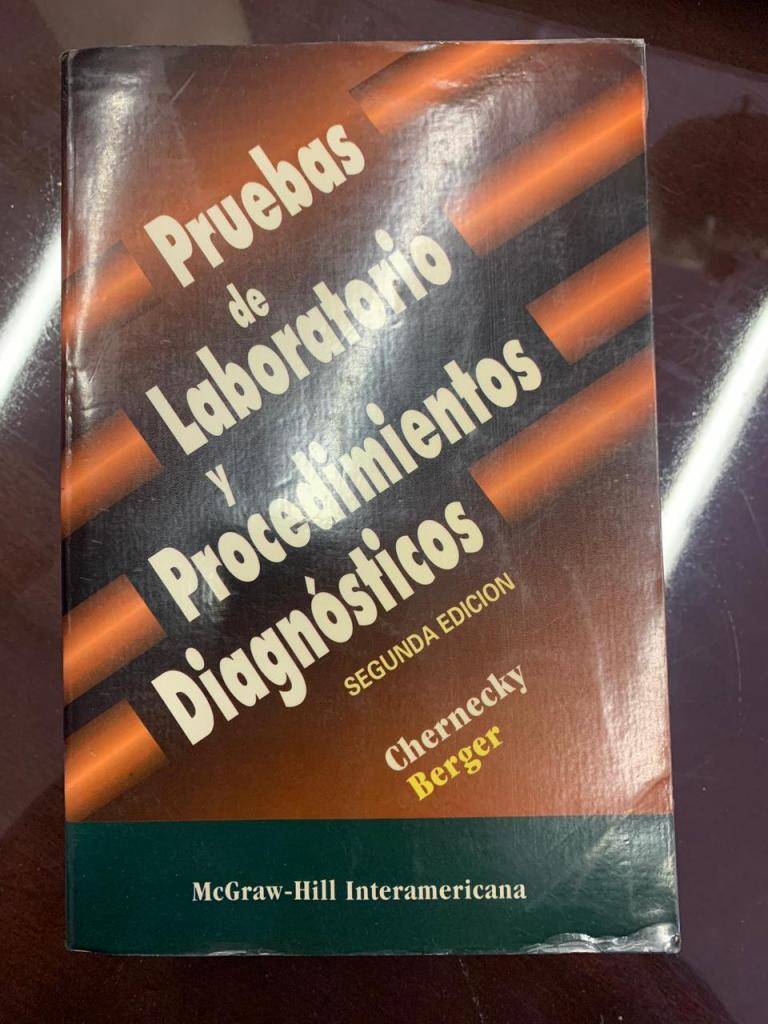 Pruebas
de
Laboratorio
y
Procedimientos
Diagnósticos
SEGUNDA EDICION
Chernecky
Berger
McGraw-Hill Interamericana